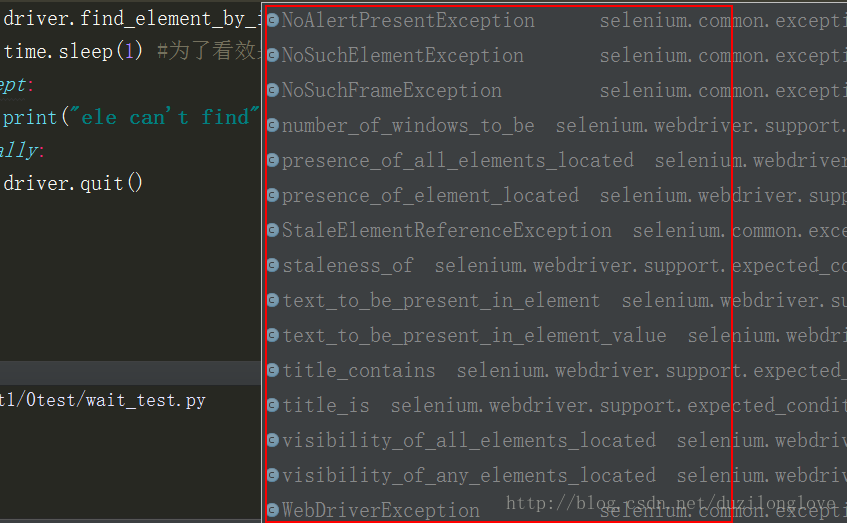 driver.find_element_by_i
time.sleep(1) #为了看效果
ept:
print("ele can't find"
ally:
driver.quit()
t1/0test/wait_test.py
NoAlertPresentException selenium.common.excepti
NoSuchElementException selenium.common.excepti
NoSuchFrameException selenium.common.excepti
number_of_windows_to_be selenium.webdriver.support.
presence_of_all_elements_located selenium.webdriver
presence_of_element_located selenium.webdriver.supp
StaleElementReferenceException selenium.common.exce
staleness_of selenium.webdriver.support.expected_co
text_to_be_present_in_element selenium.webdriver.su
text_to_be_present_in_element_value selenium.webdri
title_contains selenium.webdriver.support.expected_
title_is selenium.webdriver.support.expected_condit
visibility_of_all_elements_located selenium.webdriv
visibility_of_any_elements_located selenium.webdriv
WebDriverException selenium.common.excepti
http://blog.csdn.net/duzilonglove